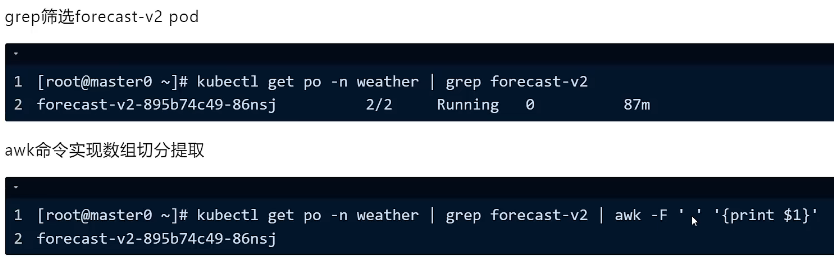 grep筛选forecast-v2 pod
1 [root@master0 ~]# kubectl get po -n weather | grep forecast-v2
2 forecast-v2-895b74c49-86nsj 2/2 Running 0 87m
awk命令实现数组切分提取
1 [root@master0 ~]# kubectl get po -n weather | grep forecast-v2 | awk -F ' ' '{print $1}'
2 forecast-v2-895b74c49-86nsj